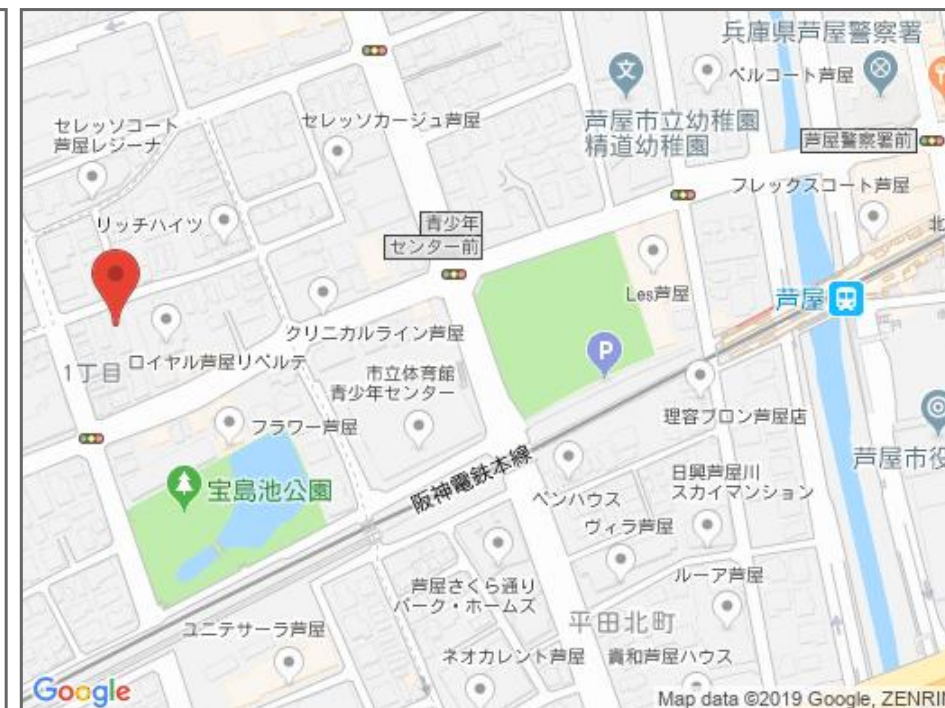 兵庫県芦屋警察署
ベルコート芦屋
芦屋市立幼稚園
精道幼稚園
芦屋警察署前
セレッソコート
芦屋レジーナ
セレッソカージュ芦屋
フレックスコート芦屋
リッチハイツ
青少年
センター前
北
Les芦屋
芦屋
P
クリニカルライン芦屋
ロイヤル芦屋リベルテ
1丁目
市立体育館
青少年センター
理容ブロン芦屋店
フラワー芦屋
芦屋市役
阪神電鉄本線
日興芦屋川
スカイマンション
宝島池公園
ペンハウス
ヴィラ芦屋
ルーア芦屋
芦屋さくら通り
パーク・ホームズ
平田北町
ユニテサーラ芦屋
ネオカレント芦屋
貴和芦屋ハウス
Google
Map data ©2019 Google, ZENRIN